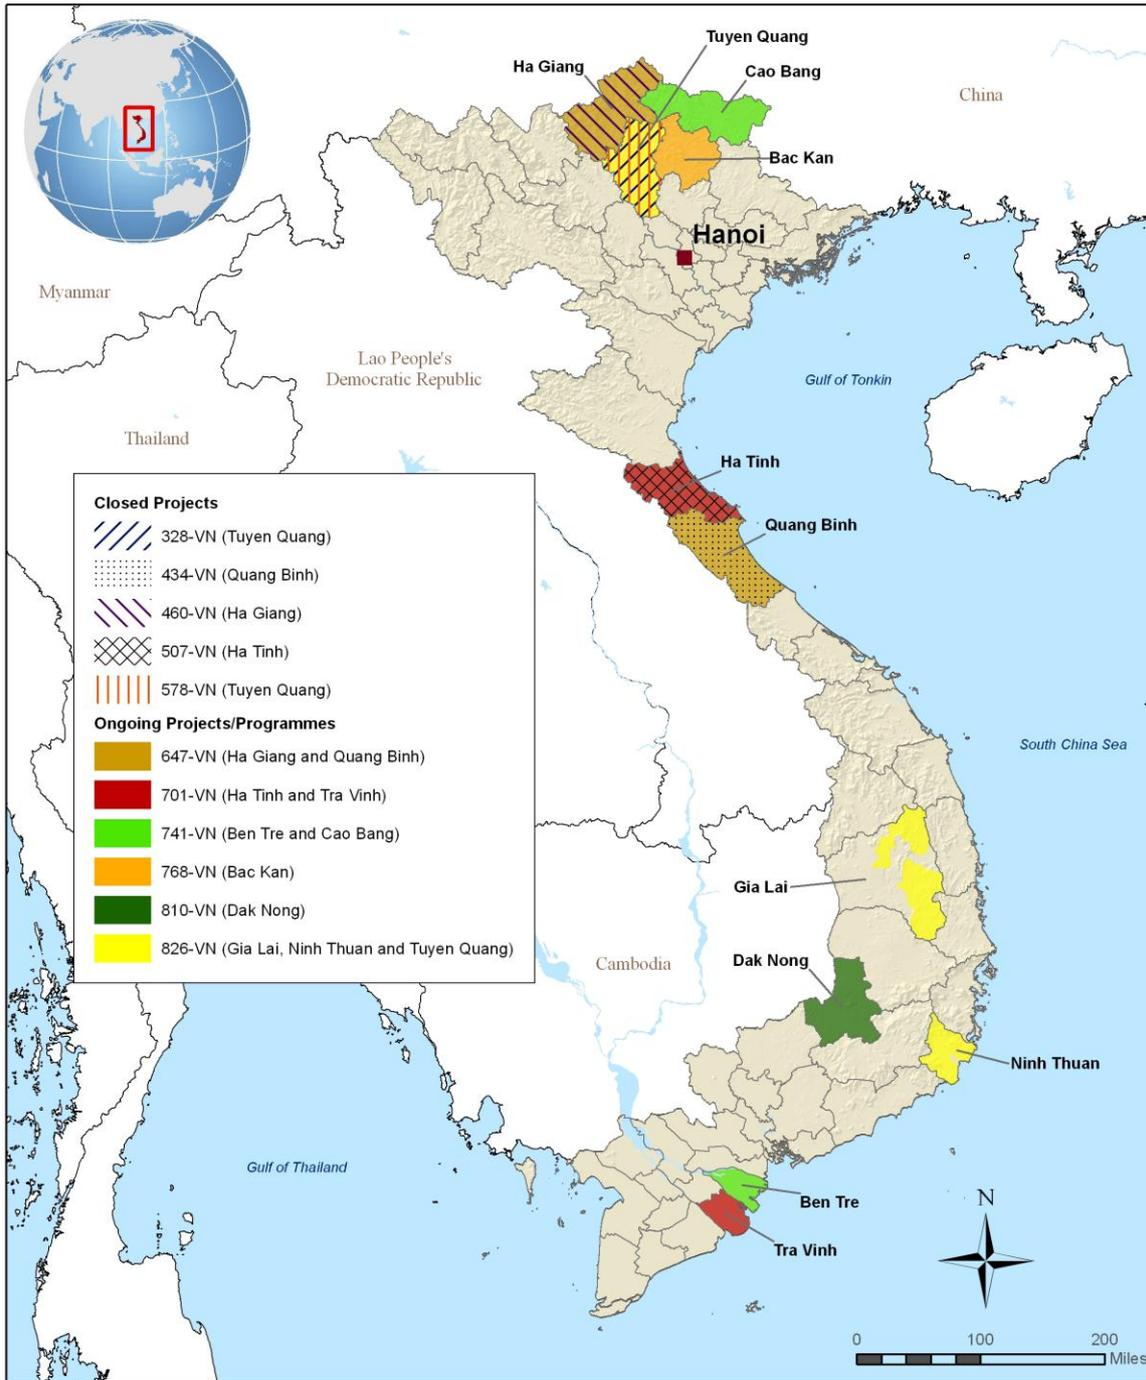 Tuyen Quang
Ha Giang
Cao Bang
China
Bac Kan
Hanoi
Myanmar
Lao People's
Democratic Republic
Gulf of Tonkin
Thailand
Ha Tinh
Closed Projects
328-VN (Tuyen Quang)
Quang Binh
434-VN (Quang Binh)
460-VN (Ha Giang)
507-VN (Ha Tinh)
578-VN (Tuyen Quang)
Ongoing Projects/Programmes
South China Sea
647-VN (Ha Giang and Quang Binh)
701-VN (Ha Tinh and Tra Vinh)
741-VN (Ben Tre and Cao Bang)
768-VN (Bac Kan)
Gia Lai
810-VN (Dak Nong)
826-VN (Gia Lai, Ninh Thuan and Tuyen Quang)
Cambodia
Dak Nong
Ninh Thuan
Gulf of Thailand
Ben Tre
N
Tra Vinh
0 100 200
Miles